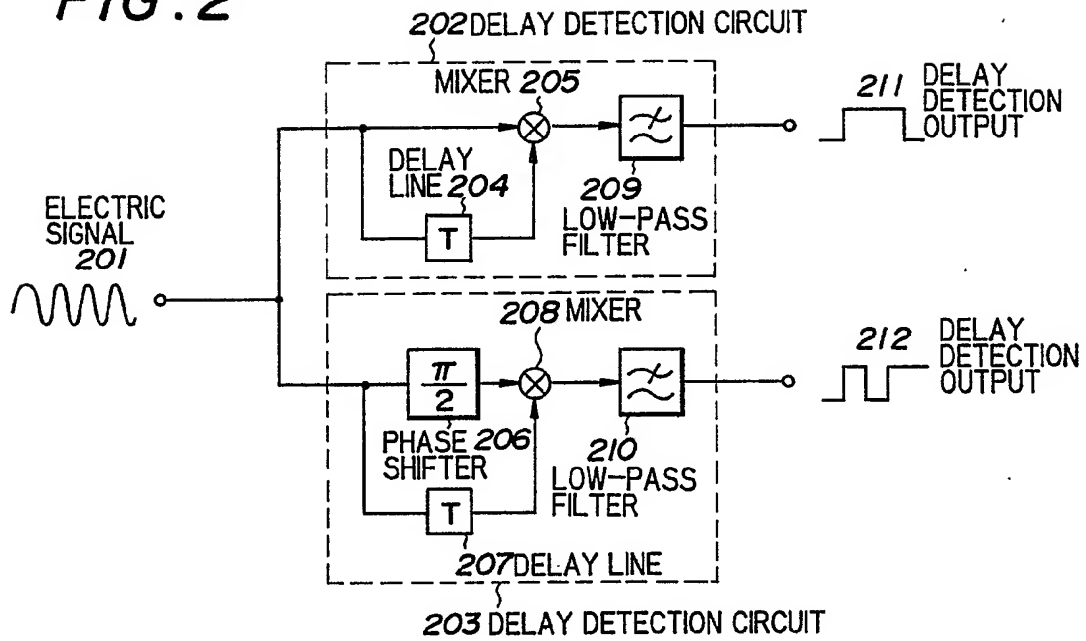 FIG. 2
202 DELAY DETECTION CIRCUIT
MIXER 205
DELAY
LINE 204
T
209
LOW-PASS
FILTER
211 DELAY
DETECTION
OUTPUT
ELECTRIC
SIGNAL
201
208 MIXER
π
2
PHASE 206
SHIFTER
T
210
LOW-PASS
FILTER
207 DELAY LINE
212 DELAY
DETECTION
OUTPUT
203 DELAY DETECTION CIRCUIT